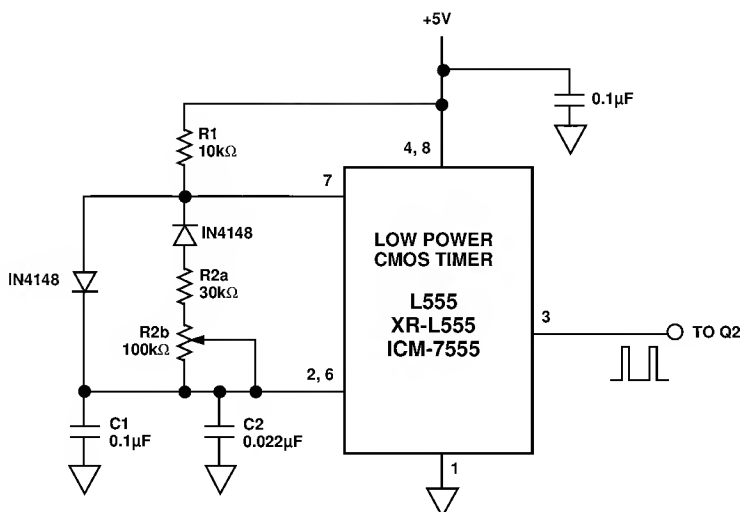 +5V
0.1µF
R1
10kΩ
4, 8
7
IN4148
LOW POWER
CMOS TIMER
IN4148
R2a
30kΩ
L555
XR-L555
ICM-7555
3
TO Q2
R2b
100kΩ
2, 6
C1
0.1µF
C2
0.022µF
1